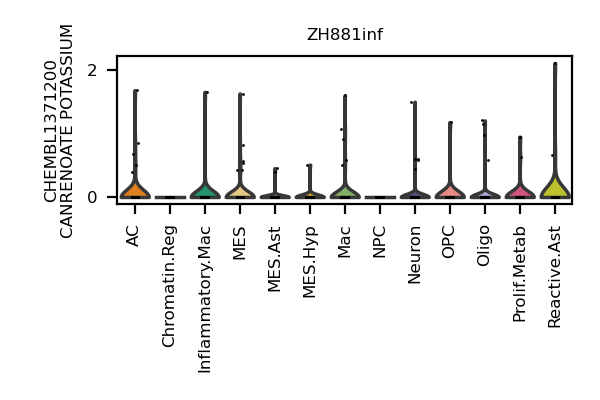 ZH881inf
CHEMBL1371200
CANRENOATE POTASSIUM
2
0
AC
Chromatin.Reg
Inflammatory.Mac
MES
MES.Ast
MES.Hyp
Mac
NPC
Neuron
OPC
Oligo
Prolif.Metab
Reactive.Ast